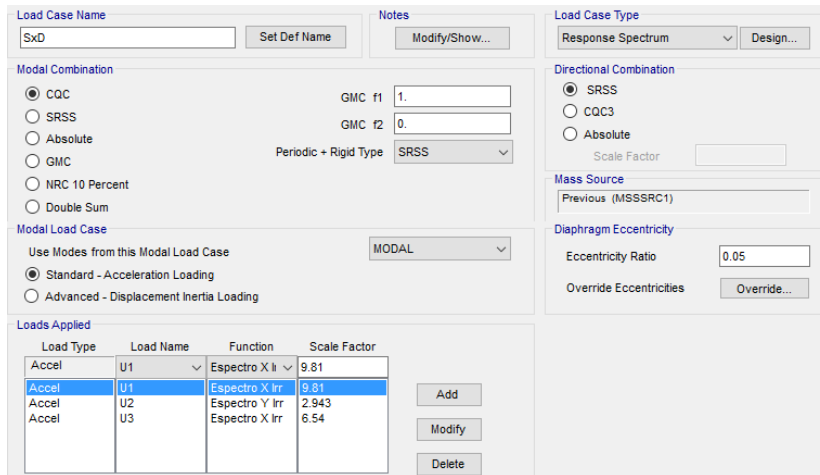 Load Case Name
SxD
Set Def Name
Notes
Modify/Show...
Load Case Type
Response Spectrum
Design...
Modal Combination
CQC
SRSS
Absolute
GMC
NRC 10 Percent
Double Sum
GMC f1 1.
GMC f2 0.
Periodic + Rigid Type SRSS
Directional Combination
SRSS
CQC3
Absolute
Scale Factor
Mass Source
Previous (MSSSRC1)
Modal Load Case
Use Modes from this Modal Load Case MODAL
Standard - Acceleration Loading
Advanced - Displacement Inertia Loading
Diaphragm Eccentricity
Eccentricity Ratio 0.05
Override Eccentricities Override...
Loads Applied
Load Type Load Name Function Scale Factor
Accel U1 Espectro X Ir 9.81
Accel U1 Espectro X Irr 9.81
Accel U2 Espectro Y Irr 2.943
Accel U3 Espectro X Irr 6.54
Add
Modify
Delete